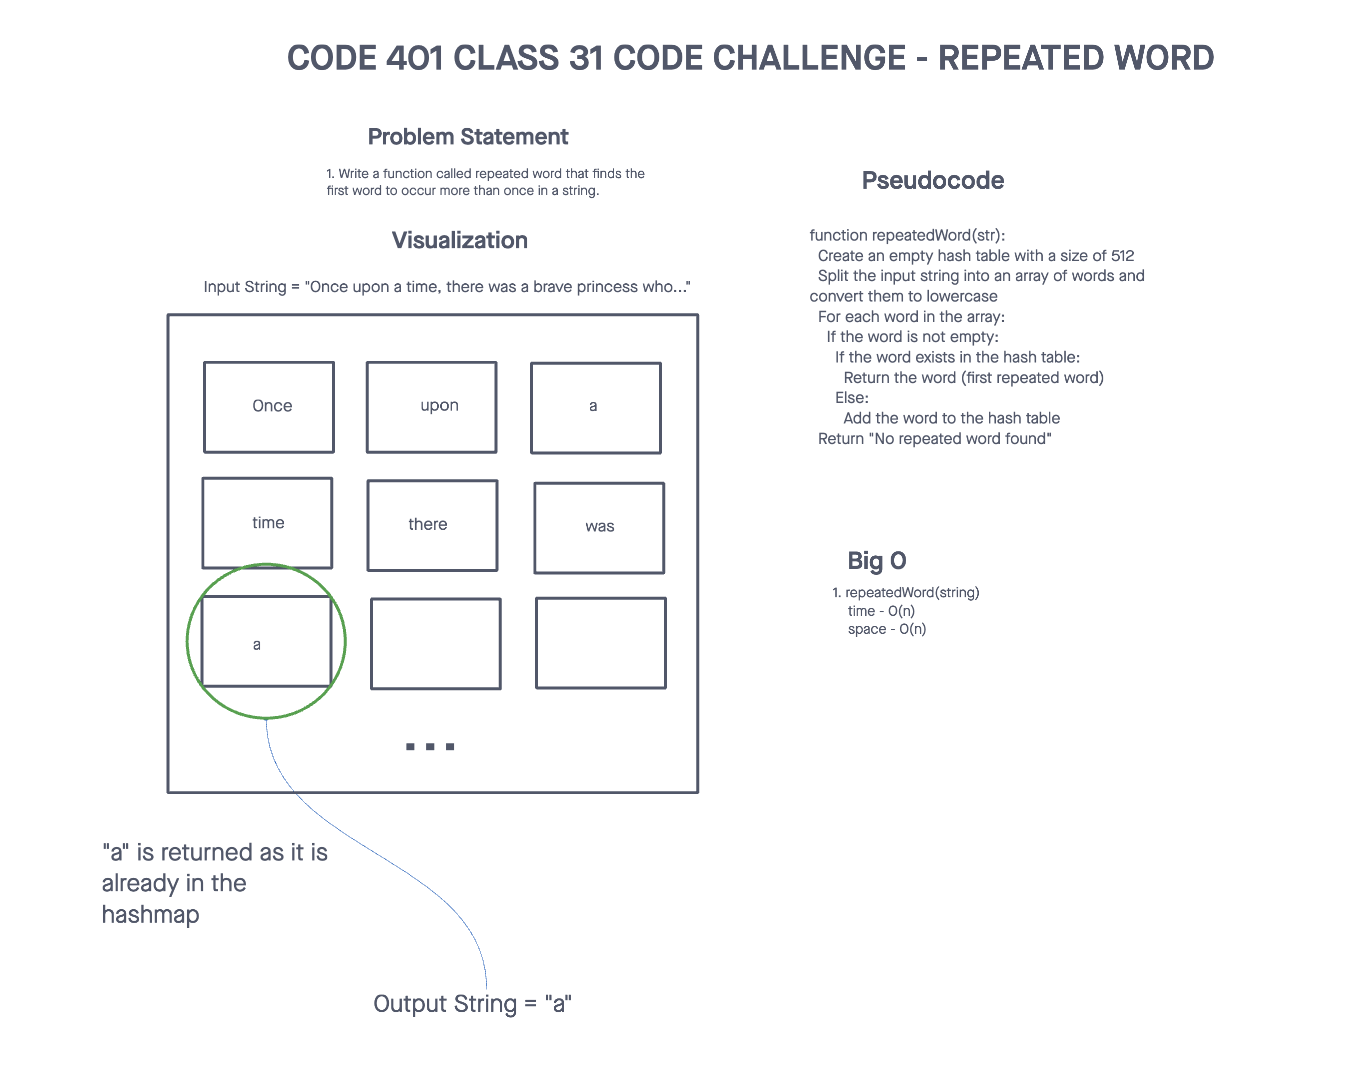 CODE 401 CLASS 31 CODE CHALLENGE - REPEATED WORD
Problem Statement
1. Write a function called repeated word that finds the
first word to occur more than once in a string.
Visualization
Input String = "Once upon a time, there was a brave princess who..."
Once
upon
a
time
there
was
a
...
"a" is returned as it is
already in the
hashmap
Output String = "a"
Pseudocode
function repeatedWord(str):
Create an empty hash table with a size of 512
Split the input string into an array of words and
convert them to lowercase
For each word in the array:
If the word is not empty:
If the word exists in the hash table:
Return the word (first repeated word)
Else:
Add the word to the hash table
Return "No repeated word found"
Big O
1. repeatedWord(string)
time - O(n)
space - O(n)